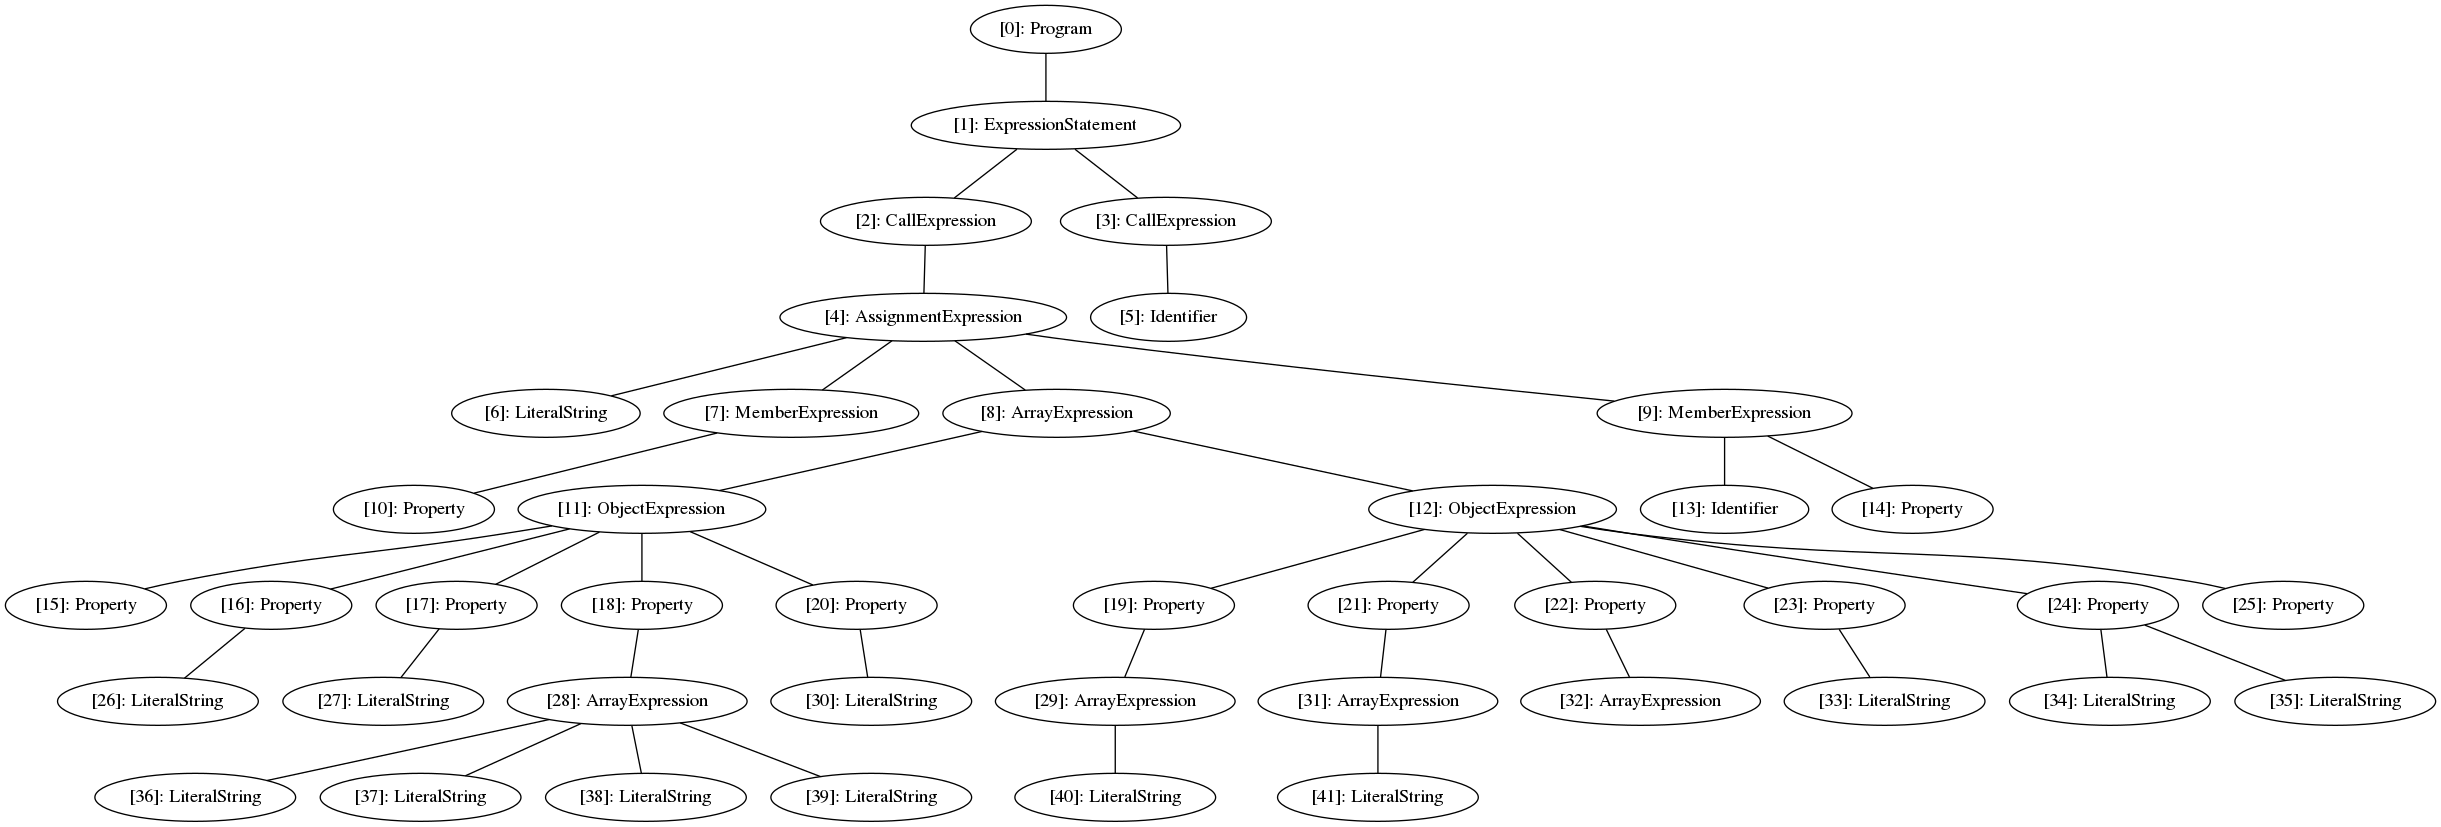 [0]: Program
[1]: ExpressionStatement
[2]: CallExpression
[3]: CallExpression
[4]: AssignmentExpression
[5]: Identifier
[6]: LiteralString
[7]: MemberExpression
[8]: ArrayExpression
[9]: MemberExpression
[10]: Property
[11]: ObjectExpression
[12]: ObjectExpression
[13]: Identifier
[14]: Property
[15]: Property
[16]: Property
[17]: Property
[18]: Property
[20]: Property
[19]: Property
[21]: Property
[22]: Property
[23]: Property
[24]: Property
[25]: Property
[26]: LiteralString
[27]: LiteralString
[28]: ArrayExpression
[30]: LiteralString
[29]: ArrayExpression
[31]: ArrayExpression
[32]: ArrayExpression
[33]: LiteralString
[34]: LiteralString
[35]: LiteralString
[36]: LiteralString
[37]: LiteralString
[38]: LiteralString
[39]: LiteralString
[40]: LiteralString
[41]: LiteralString